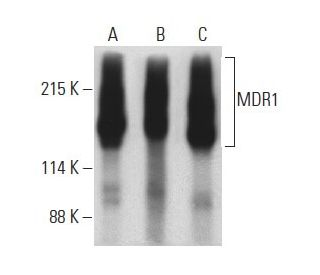 A B C
215 K –
MDR1
114 K –
88 K –